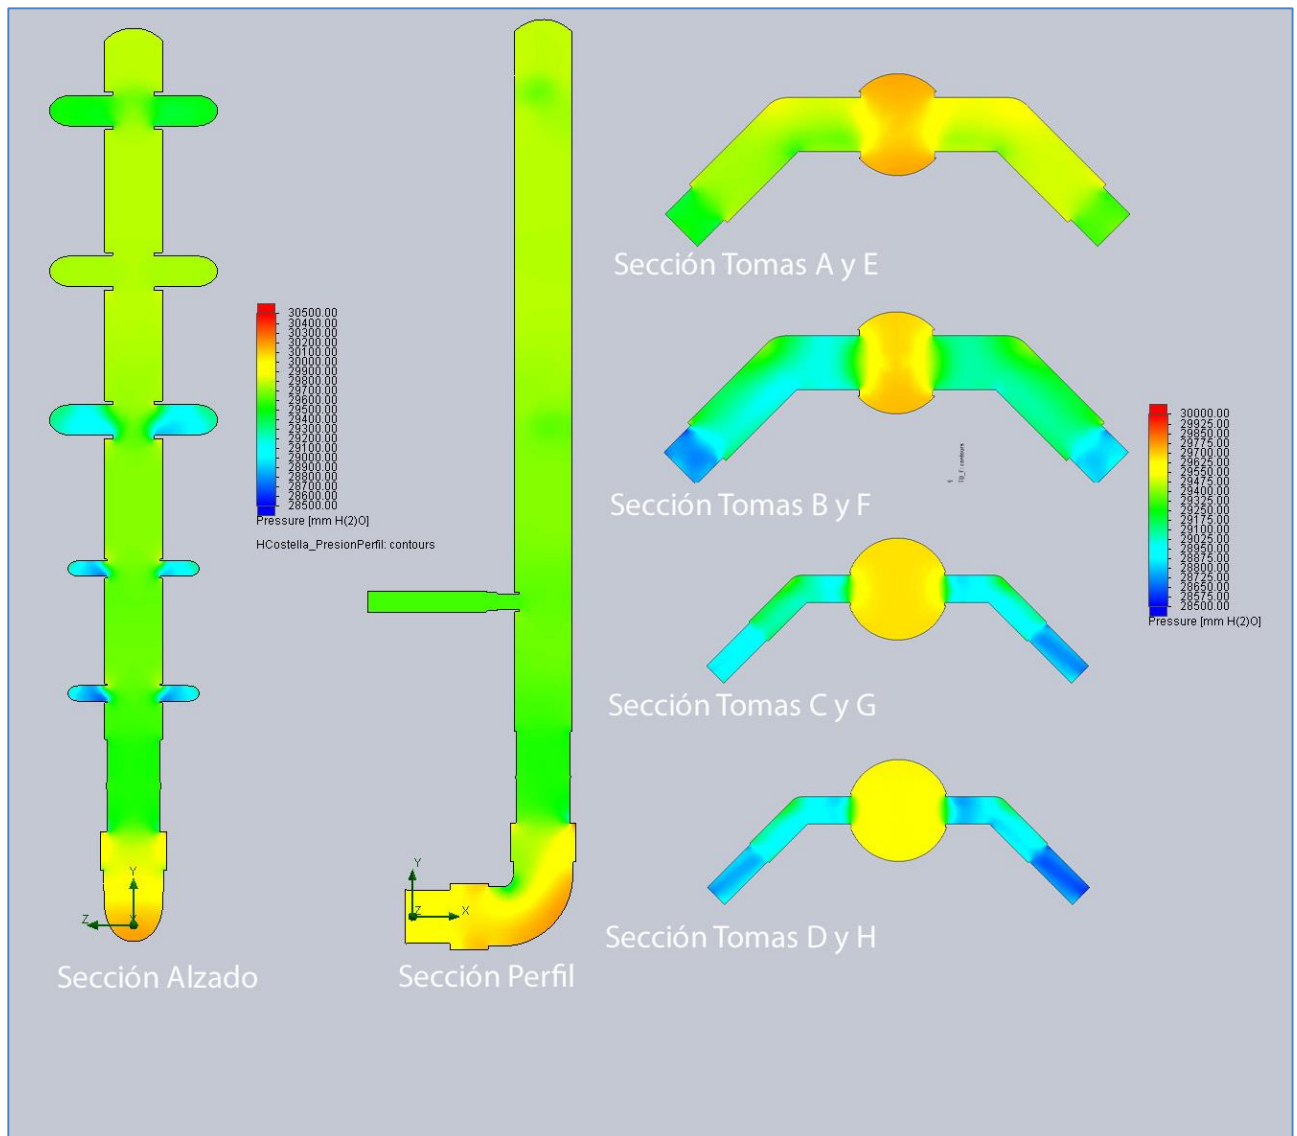 30500.00
30400.00
30300.00
30200.00
30100.00
30000.00
29900.00
29800.00
29700.00
29600.00
29500.00
29400.00
29300.00
29200.00
29100.00
29000.00
28900.00
28800.00
28700.00
28600.00
28500.00
Pressure [mm H(2)O]
HCostella_PresionPerfil: contours
Y
Z
X
Sección Alzado
Y
Z
X
Sección Perfil
Sección Tomas A y E
Sección Tomas B y F
Sección Tomas C y G
Sección Tomas D y H
30000.00
29925.00
29850.00
29775.00
29700.00
29625.00
29550.00
29475.00
29400.00
29325.00
29250.00
29175.00
29100.00
29025.00
28950.00
28875.00
28800.00
28725.00
28650.00
28575.00
28500.00
Pressure [mm H(2)O]